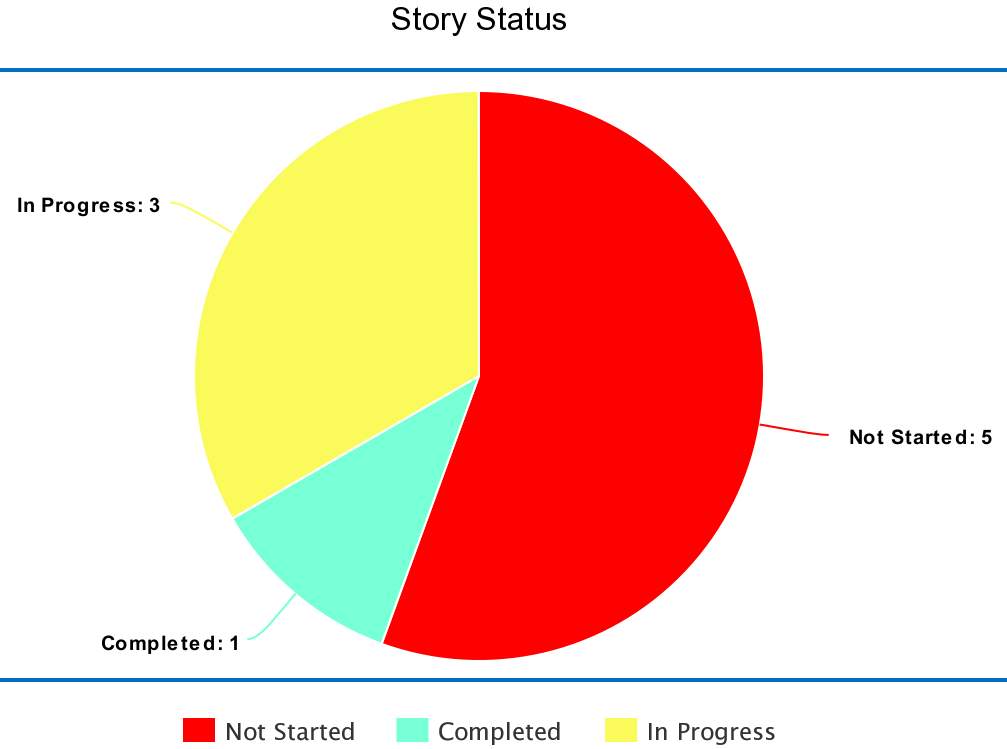 Story Status
In Progress: 3
Not Started: 5
Completed: 1
Not Started
Completed
In Progress